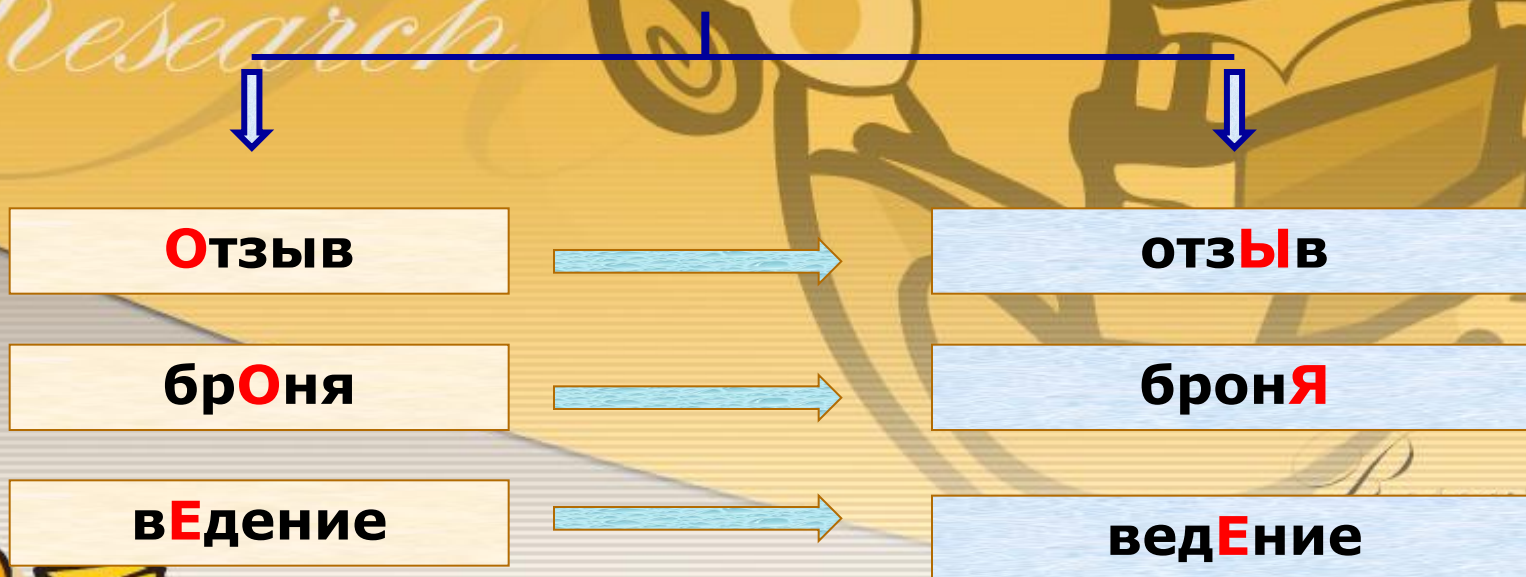 Research
Отзыв
отзЫв
брОня
бронЯ
вЕдение
ведЕние